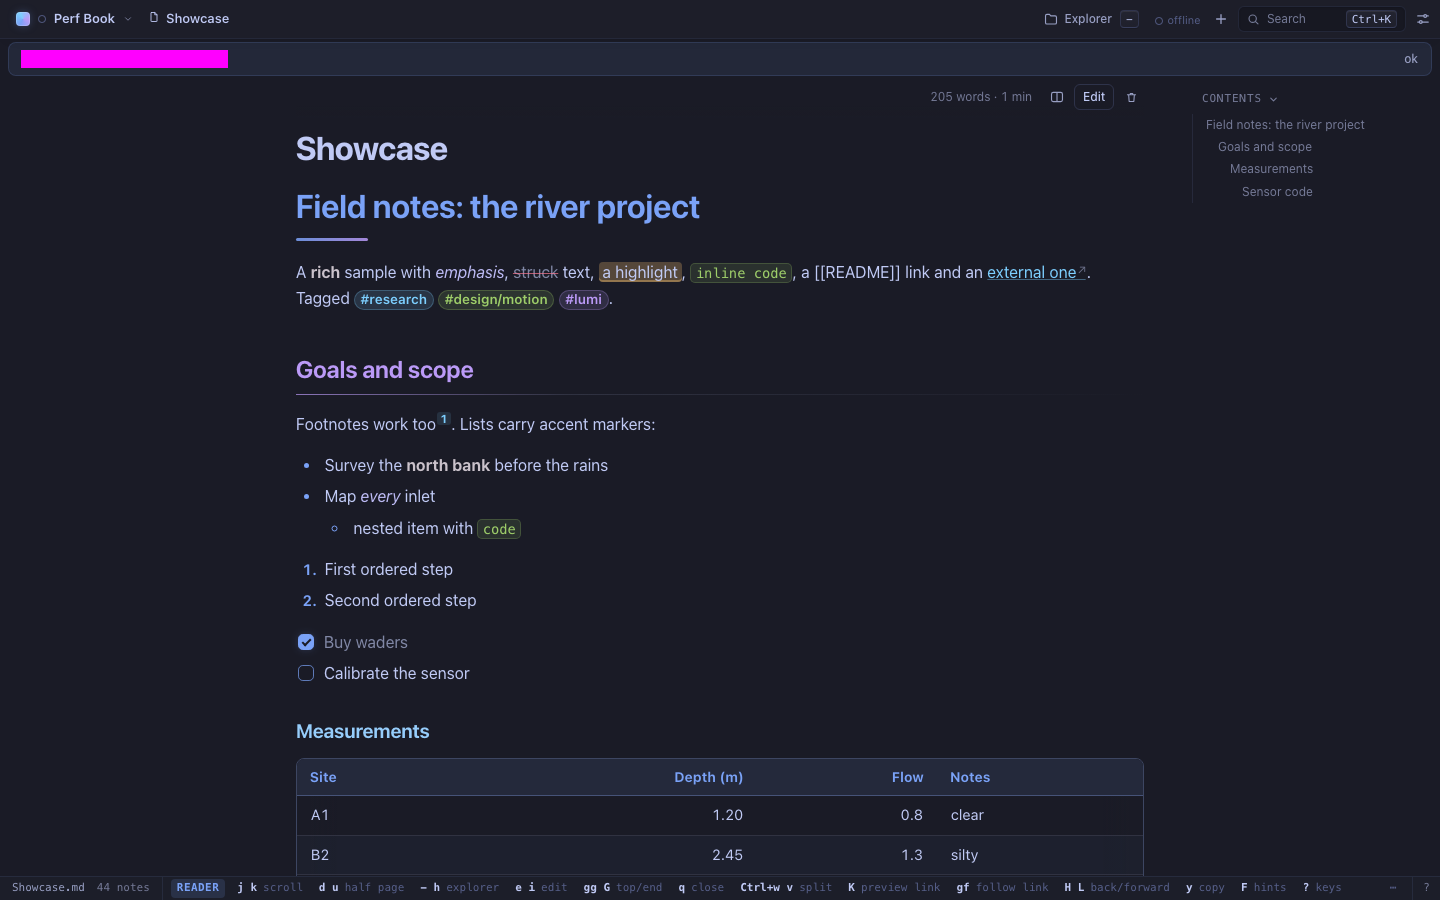 Perf Book
Showcase
Explorer –
offline
+
Search Ctrl+K
ok
205 words · 1 min
Edit
CONTENTS
Field notes: the river project
Goals and scope
Measurements
Sensor code
Showcase
Field notes: the river project
A rich sample with emphasis, struck text, a highlight, inline code, a [[README]] link and an external one↗.
Tagged #research #design/motion #lumi.
Goals and scope
Footnotes work too1. Lists carry accent markers:
• Survey the north bank before the rains
• Map every inlet
◦ nested item with code
1. First ordered step
2. Second ordered step
Buy waders
Calibrate the sensor
Measurements
Site Depth (m) Flow Notes
A1 1.20 0.8 clear
B2 2.45 1.3 silty
Showcase.md 44 notes READER j k scroll d u half page – h explorer e i edit gg G top/end q close Ctrl+w v split K preview link gf follow link H L back/forward y copy F hints ? keys ⋯ ?